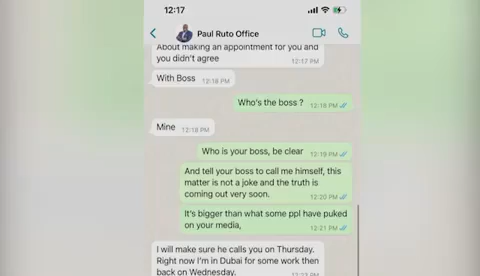 12:17
Paul Ruto Office
About making an appointment for you and
you didn't agree
12:17 PM
With Boss 12:18 PM
Who's the boss ? 12:18 PM
Mine 12:18 PM
Who is your boss, be clear 12:19 PM
And tell your boss to call me himself, this
matter is not a joke and the truth is
coming out very soon. 12:20 PM
It's bigger than what some ppl have puked
on your media, 12:21 PM
I will make sure he calls you on Thursday.
Right now I'm in Dubai for some work then
back on Wednesday.